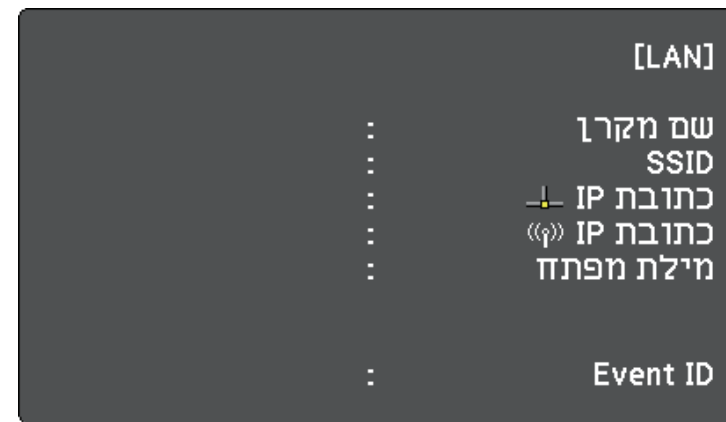 [LAN]
שם מקרן :
SSID :
כתובת IP :
כתובת IP :
מילת מפתח :
Event ID :